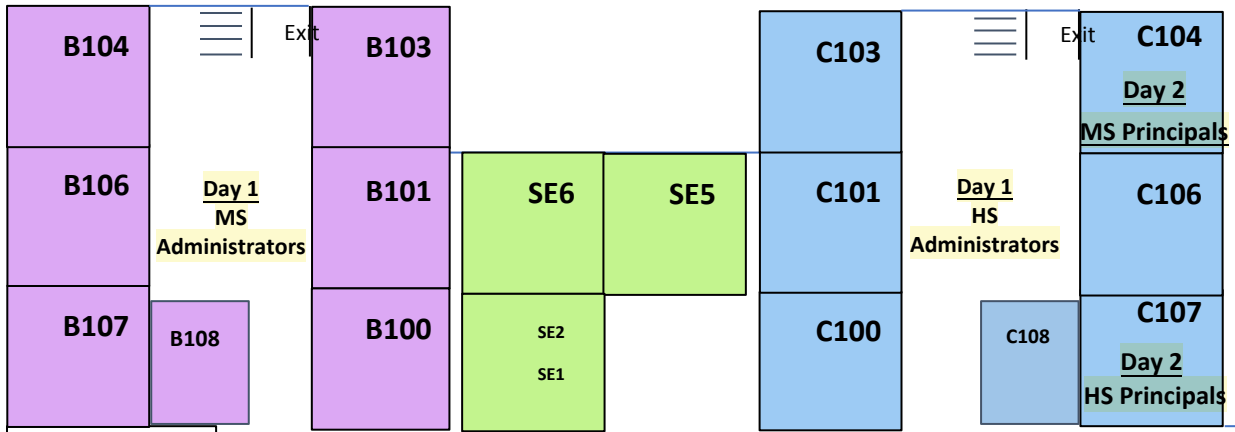 B104
Exit
B103
C103
Exit
C104
Day 2
MS Principals
B106
Day 1
MS
Administrators
B101
SE6
SE5
C101
Day 1
HS
Administrators
C106
B107
B108
B100
SE2
SE1
C100
C108
C107
Day 2
HS Principals